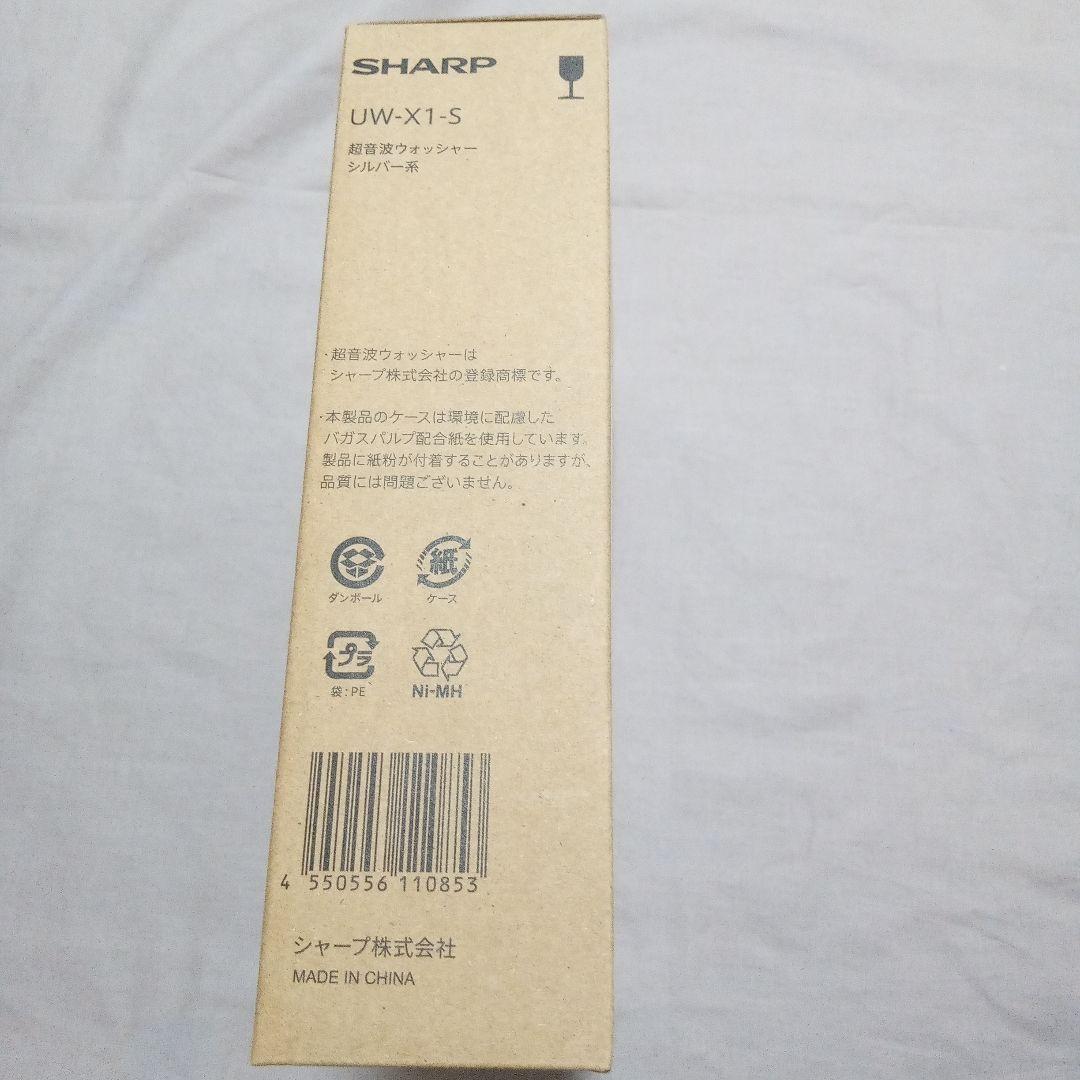 SHARP
UW-X1-S
超音波ウォッシャー
シルバー系
・超音波ウォッシャーは
シャープ株式会社の登録商標です。
・本製品のケースは環境に配慮した
バガスパルプ配合紙を使用しています。
製品に紙粉が付着することがありますが、
品質には問題ございません。
ダンボール
紙
ケース
プラ
袋：PE
Ni-MH
4 550556 110853
シャープ株式会社
MADE IN CHINA